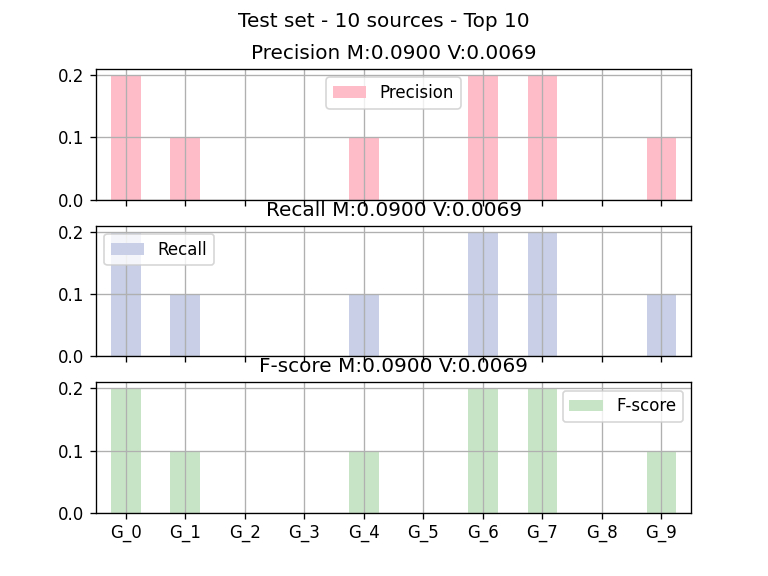 Test set - 10 sources - Top 10
Precision M:0.0900 V:0.0069
0.2
Precision
0.1
0.0
Recall M:0.0900 V:0.0069
0.2
Recall
0.1
0.0
F-score M:0.0900 V:0.0069
0.2
F-score
0.1
0.0
G_0 G_1 G_2 G_3 G_4 G_5 G_6 G_7 G_8 G_9